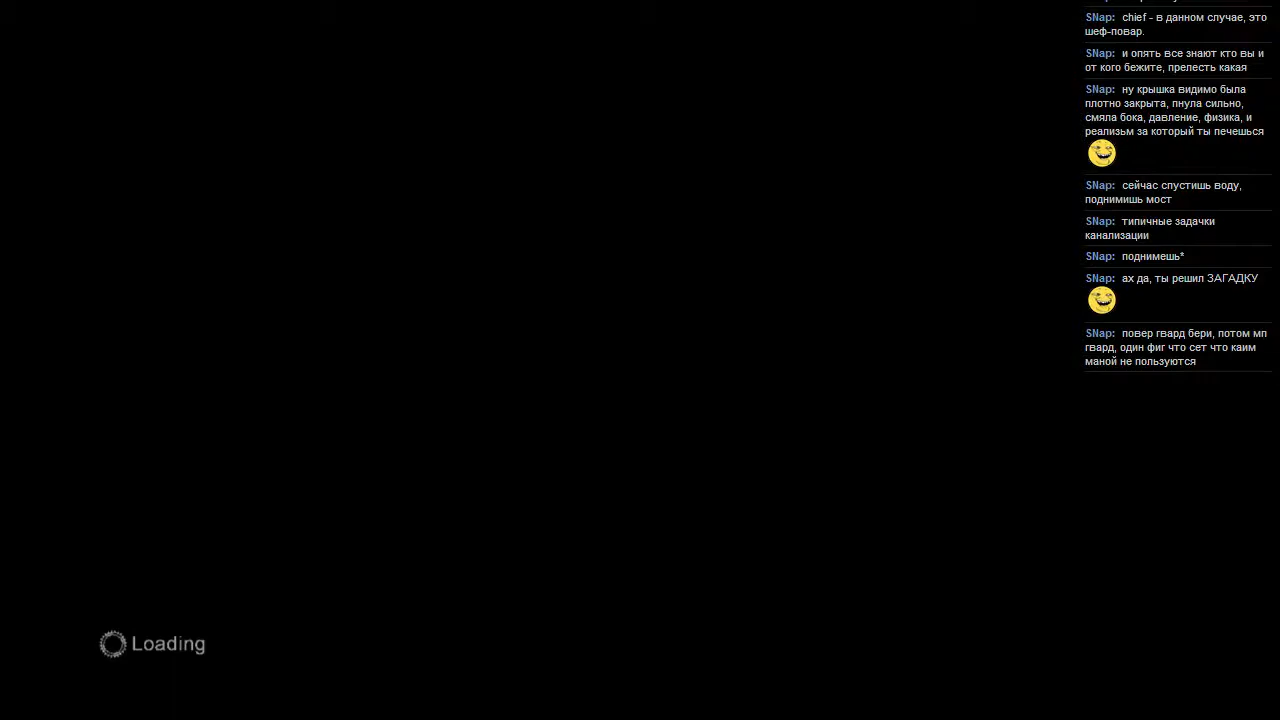 SNap: chief - в данном случае, это
шеф-повар.
SNap: и опять все знают кто вы и
от кого бежите, прелесть какая
SNap: ну крышка видимо была
плотно закрыта, пнула сильно,
смяла бока, давление, физика, и
реализьм за который ты печешься
SNap: сейчас спустишь воду,
поднимишь мост
SNap: типичные задачки
канализации
SNap: поднимешь*
SNap: ах да, ты решил ЗАГАДКУ
SNap: повер гвард бери, потом мп
гвард, один фиг что сет что каим
маной не пользуются
Loading